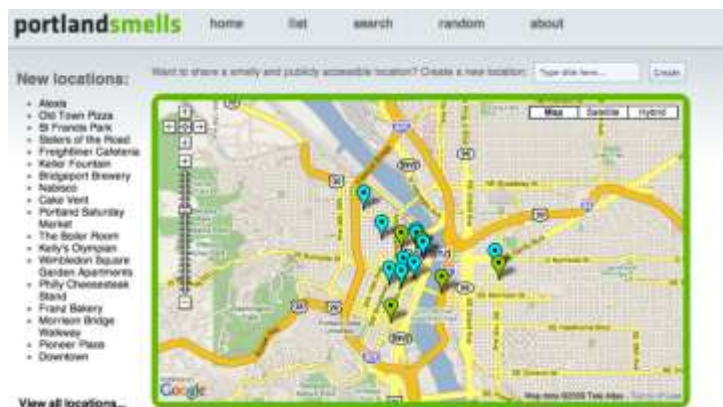 portlandsmells
home list search random about
New locations:
Want to share a smelly and publicly accessible location? Create a new location:
Type title here...
Create
Alexis
Old Town Pizza
St Francis Park
Sisters of the Road
Freightliner Cafeteria
Keller Fountain
Bridgeport Brewery
Nabisco
Cake Vent
Portland Saturday
Market
The Boiler Room
Kelly's Olympian
Wimbledon Square
Garden Apartments
Philly Cheesesteak
Stand
Franz Bakery
Morrison Bridge
Walkway
Pioneer Place
Downtown
View all locations...
Map Satellite Hybrid
30
Google